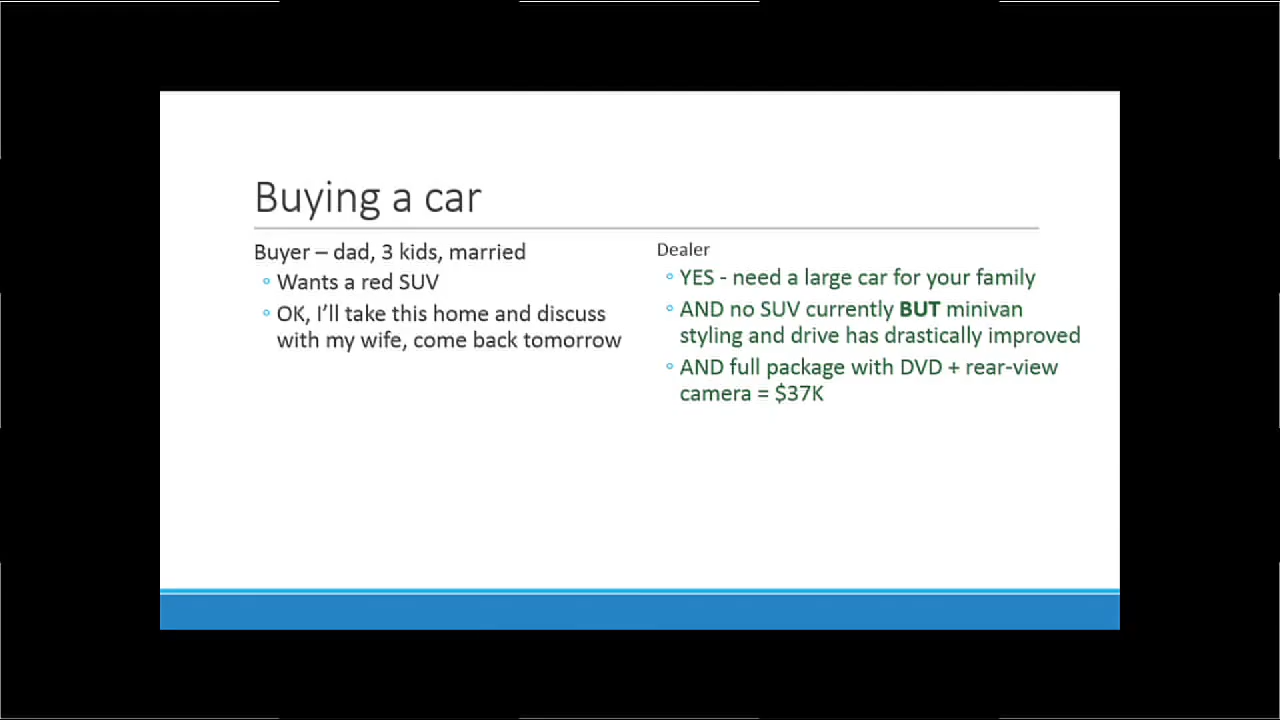 Buying a car
Buyer – dad, 3 kids, married
◦ Wants a red SUV
◦ OK, I’ll take this home and discuss
with my wife, come back tomorrow
Dealer
◦ YES - need a large car for your family
◦ AND no SUV currently BUT minivan
styling and drive has drastically improved
◦ AND full package with DVD + rear-view
camera = $37K